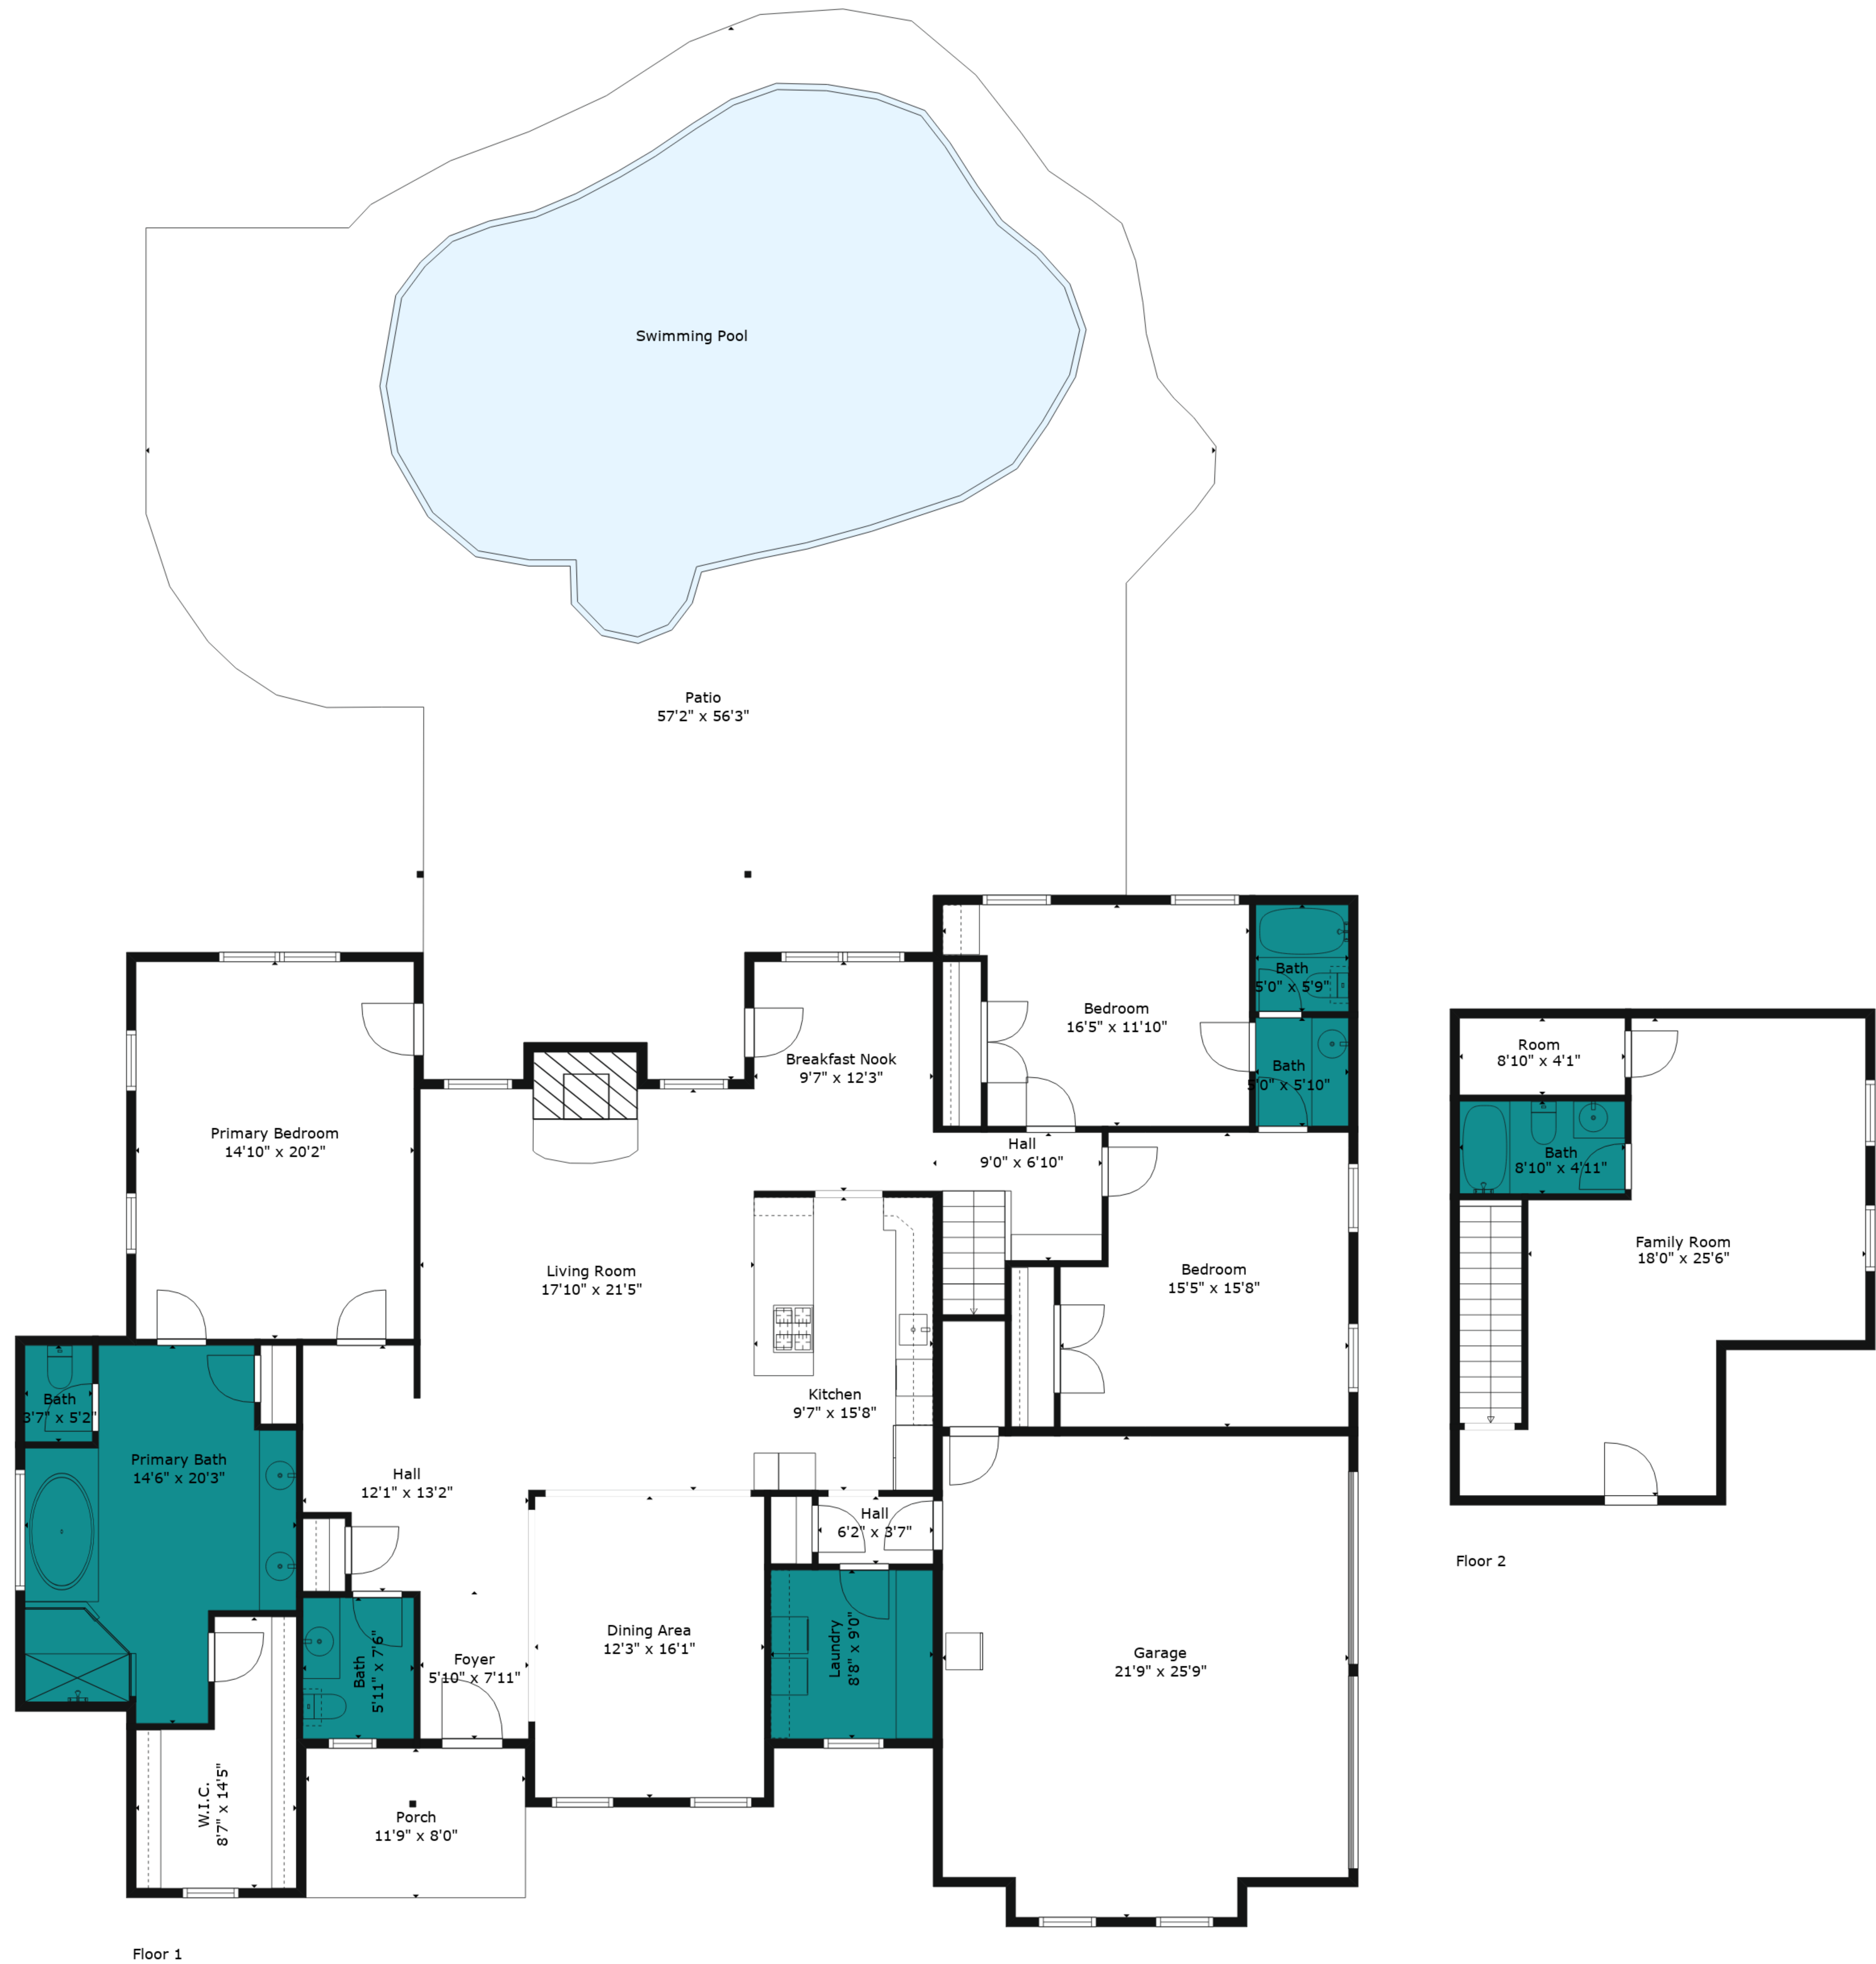 Swimming Pool
Patio
57'2" x 56'3"
Bath
5'0" x 5'9"
Bedroom
16'5" x 11'10"
Breakfast Nook
9'7" x 12'3"
Bath
5'0" x 5'10"
Room
8'10" x 4'1"
Primary Bedroom
14'10" x 20'2"
Hall
9'0" x 6'10"
Bath
8'10" x 4'11"
Living Room
17'10" x 21'5"
Bedroom
15'5" x 15'8"
Family Room
18'0" x 25'6"
Bath
3'7" x 5'2"
Kitchen
9'7" x 15'8"
Primary Bath
14'6" x 20'3"
Hall
12'1" x 13'2"
Hall
6'2" x 3'7"
Floor 2
Dining Area
12'3" x 16'1"
Laundry
8'8" x 9'0"
Garage
21'9" x 25'9"
Bath
5'11" x 7'6"
Foyer
5'10" x 7'11"
W.I.C.
8'7" x 14'5"
Porch
11'9" x 8'0"
Floor 1